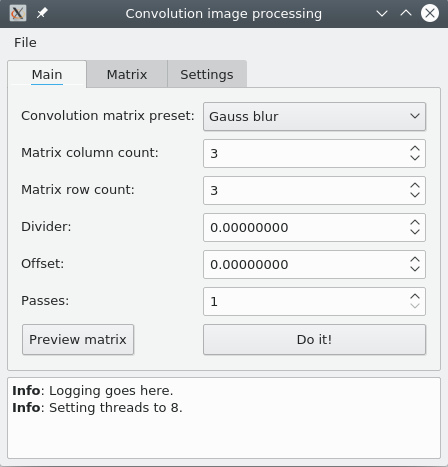 Convolution image processing
File
Main Matrix Settings
Convolution matrix preset: Gauss blur
Matrix column count: 3
Matrix row count: 3
Divider: 0.00000000
Offset: 0.00000000
Passes: 1
Preview matrix Do it!
Info: Logging goes here.
Info: Setting threads to 8.